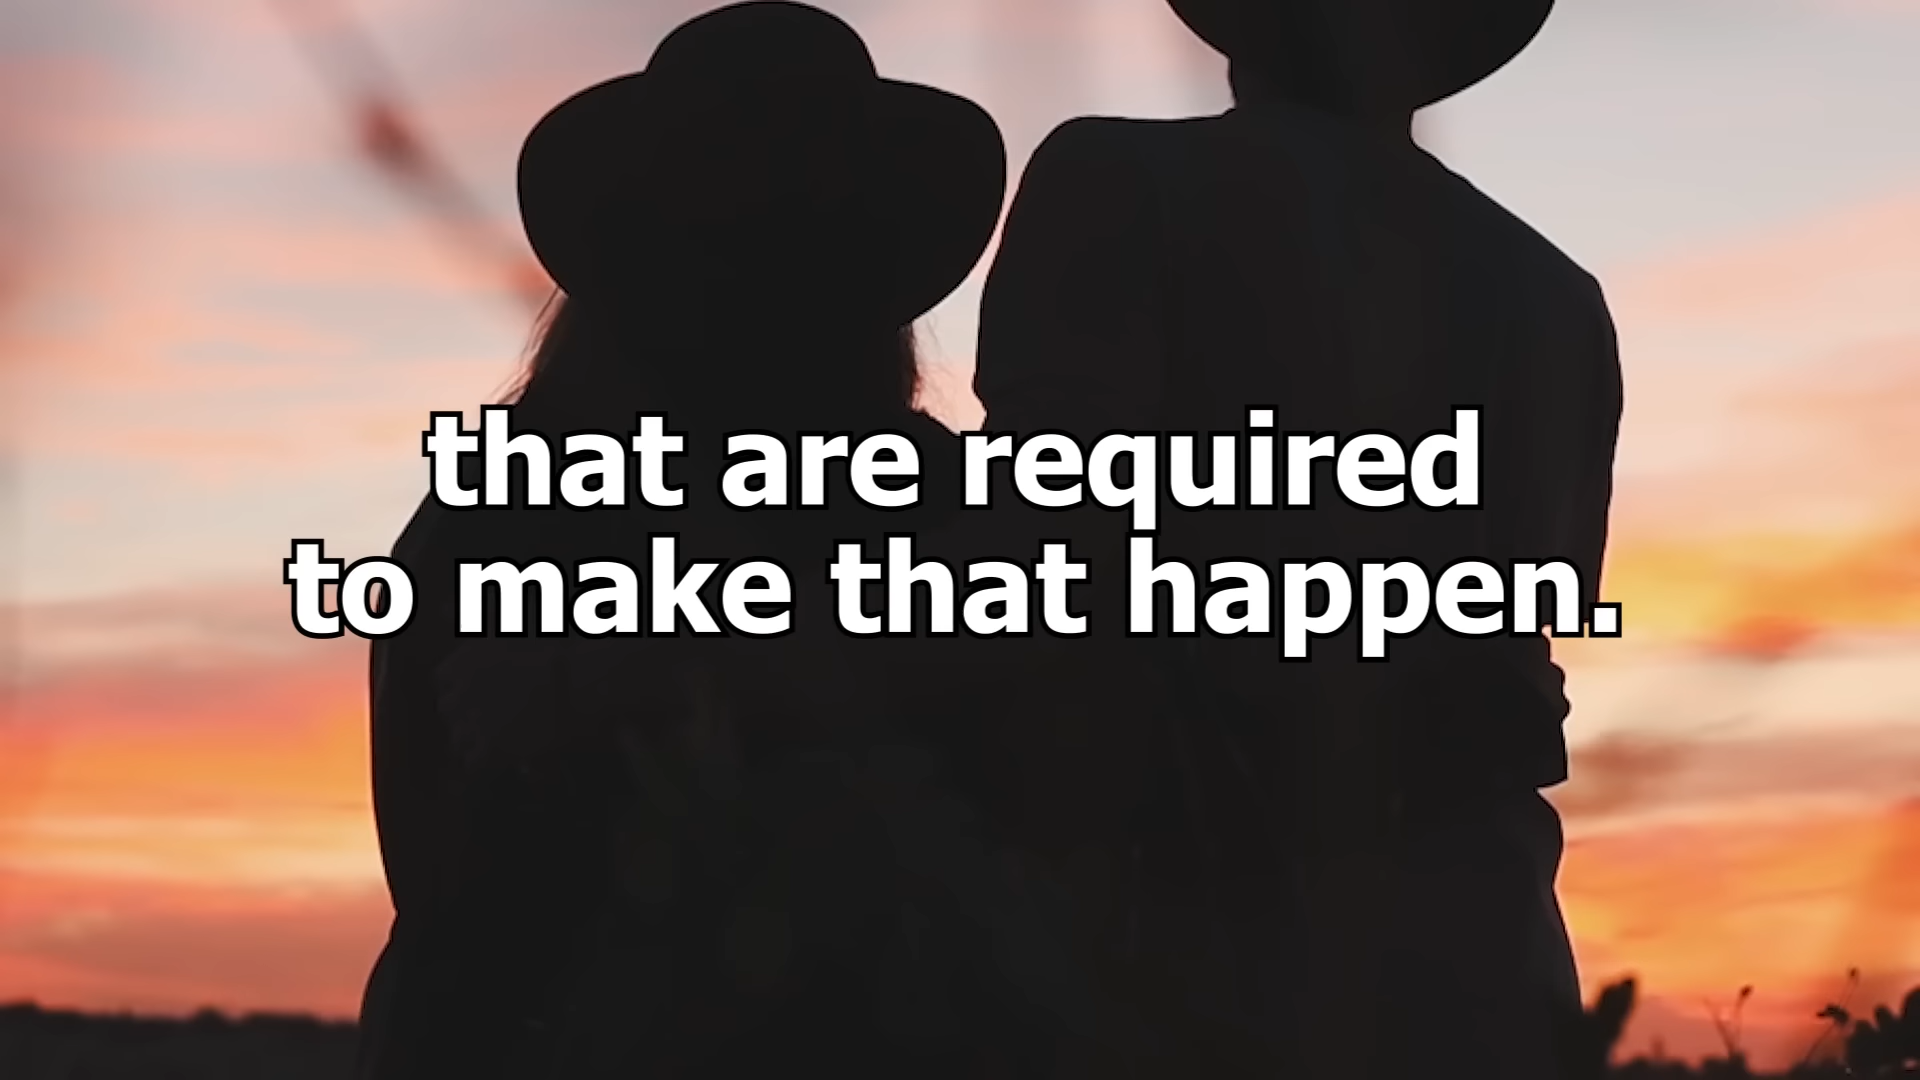 that are required
to make that happen.